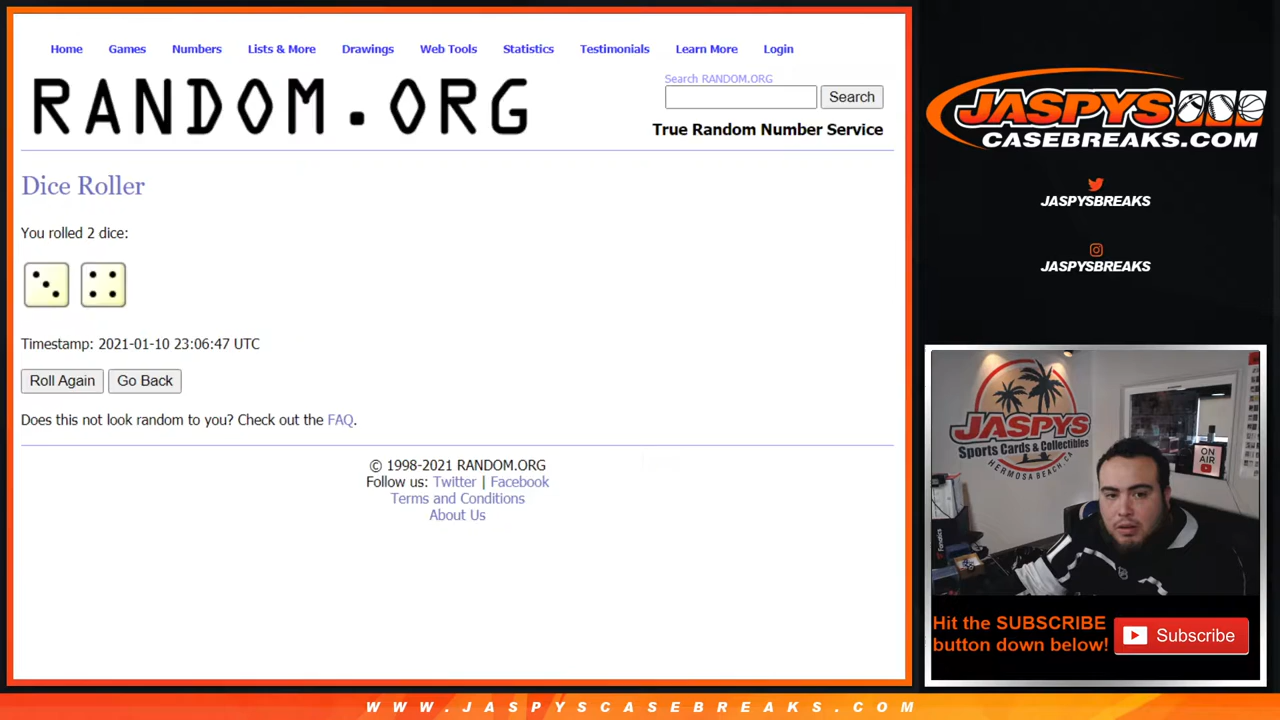 Home Games Numbers Lists & More Drawings Web Tools Statistics Testimonials Learn More Login
RANDOM.ORG
Search RANDOM.ORG
Search
True Random Number Service
Dice Roller
You rolled 2 dice:
Timestamp: 2021-01-10 23:06:47 UTC
Roll Again Go Back
Does this not look random to you? Check out the FAQ.
© 1998-2021 RANDOM.ORG
Follow us: Twitter | Facebook
Terms and Conditions
About Us
JASPYS
CASEBREAKS.COM
JASPYSBREAKS
JASPYSBREAKS
JASPYS
Sports Cards & Collectibles
HERMOSA BEACH, CA
ON AIR
Fanatics
Hit the SUBSCRIBE
button down below!
Subscribe
WWW.JASPYSCASEBREAKS.COM